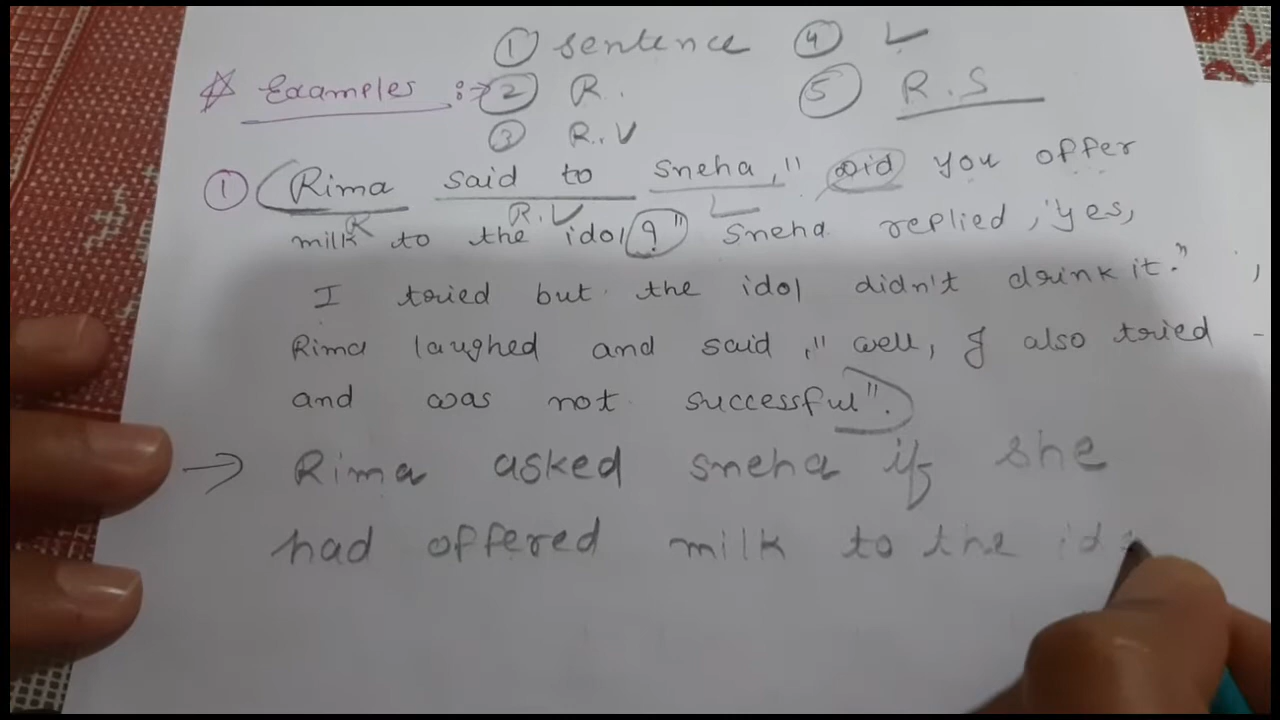 ① sentence ④ L
☆ Examples :→ ② R. ⑤ R.S
③ R.V
① Rima said to Sneha," Did you offer
R R.V L
milk to the idol?" Sneha replied,"Yes,
I tried but the idol didn't drink it."
Rima laughed and said," well, I also tried
and was not successful".
→ Rima asked sneha if she
had offered milk to the ido